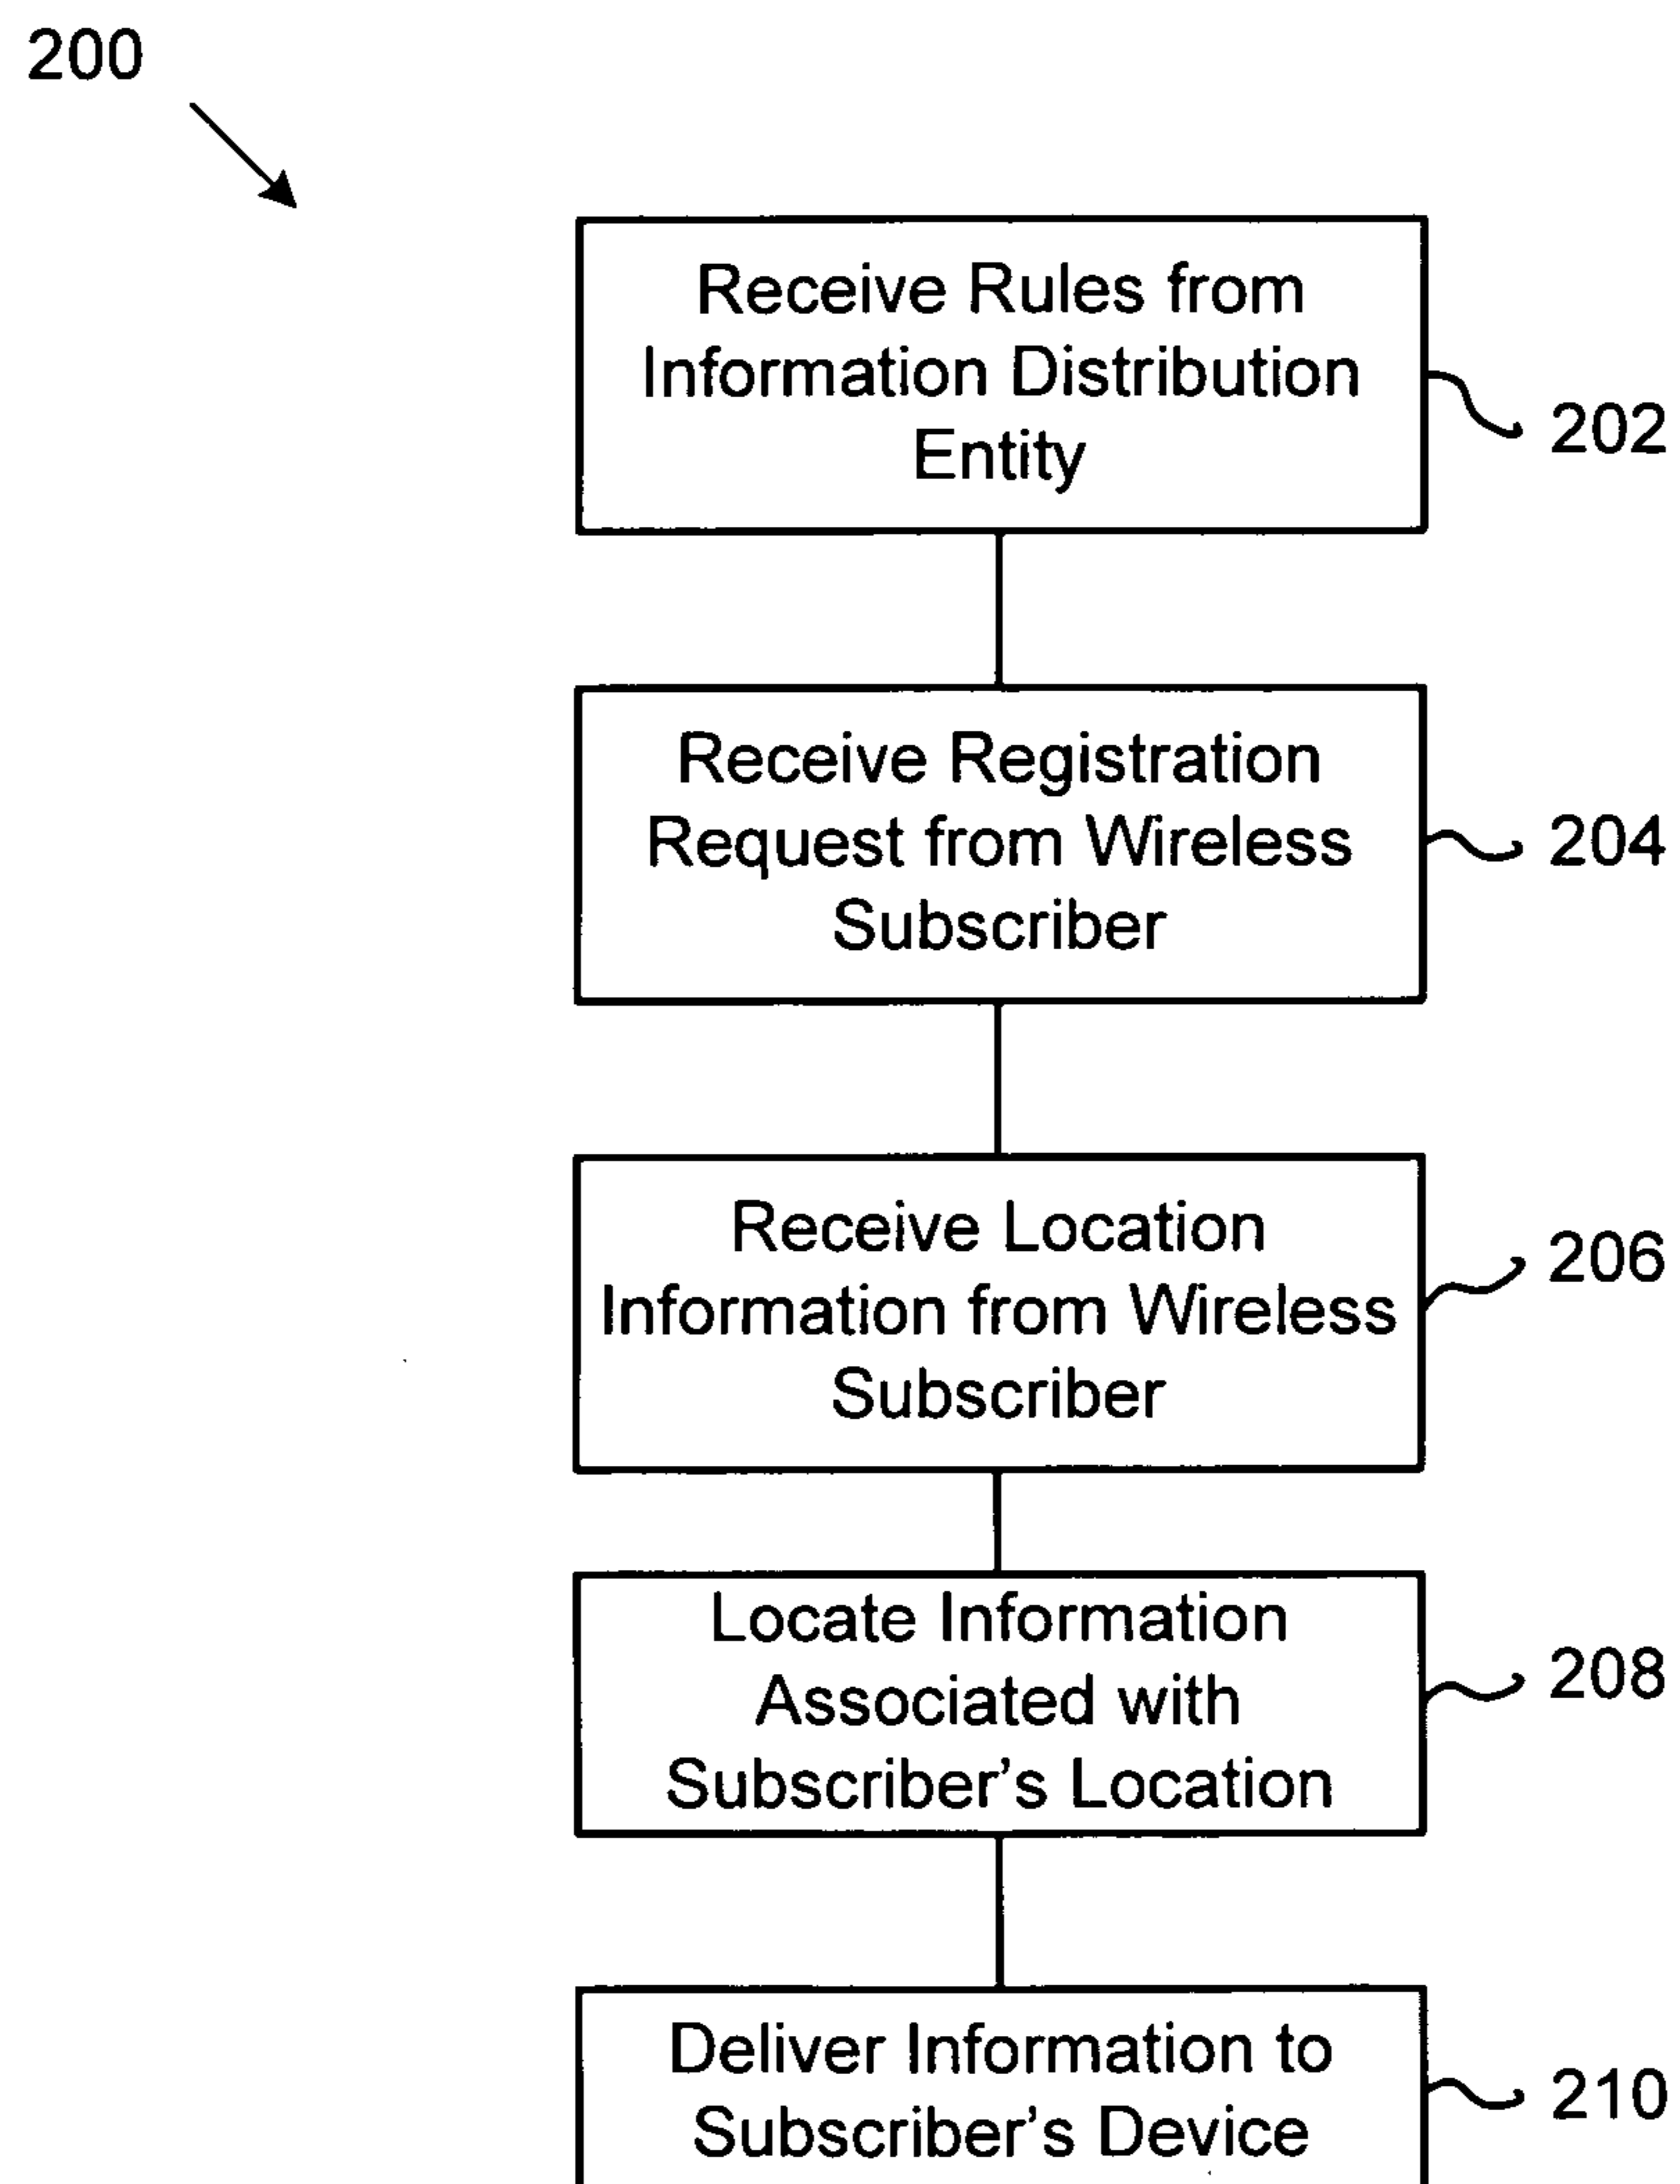 200
Receive Rules from
Information Distribution
Entity
202
Receive Registration
Request from Wireless
Subscriber
204
Receive Location
Information from Wireless
Subscriber
206
Locate Information
Associated with
Subscriber's Location
208
Deliver Information to
Subscriber's Device
210